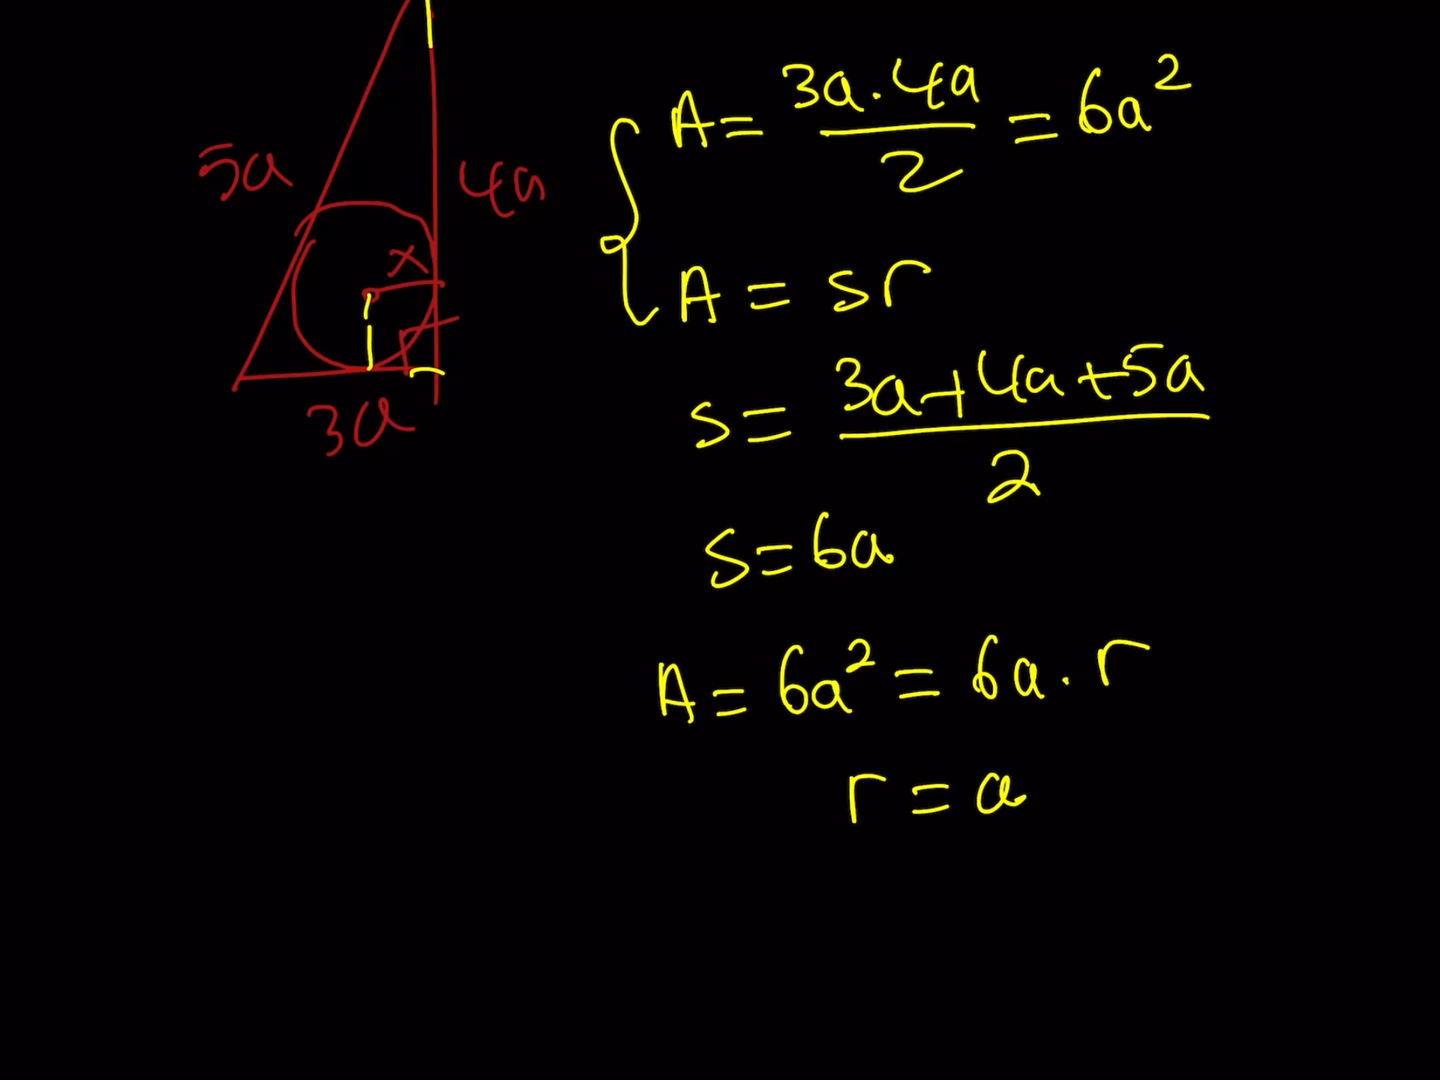 5a
4a
x
3a
A = 3a.4a / 2 = 6a²
A = sr
s = 3a+4a+5a / 2
s = 6a
A = 6a² = 6a . r
r = a